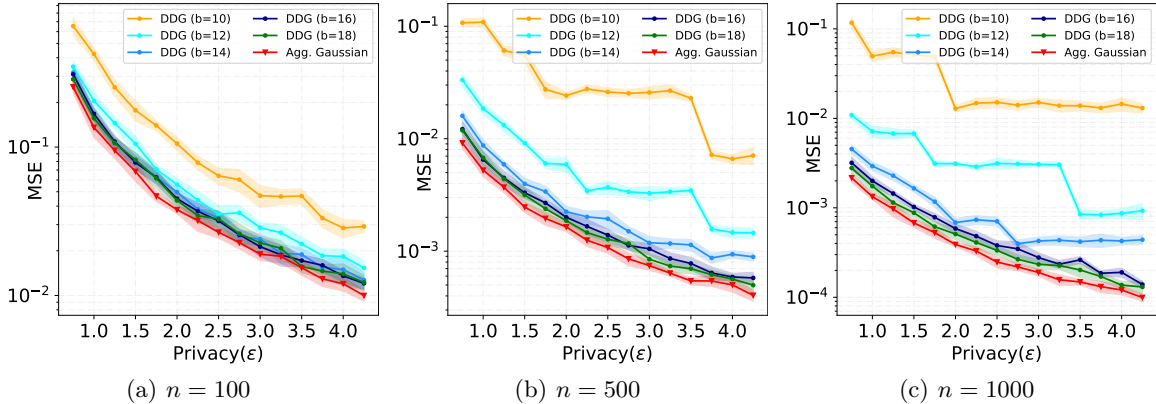 DDG (b=10)
DDG (b=12)
DDG (b=14)
DDG (b=16)
DDG (b=18)
Agg. Gaussian
MSE
10⁻¹
10⁻²
1.0 1.5 2.0 2.5 3.0 3.5 4.0
Privacy(ε)
(a) n = 100
DDG (b=10)
DDG (b=12)
DDG (b=14)
DDG (b=16)
DDG (b=18)
Agg. Gaussian
MSE
10⁻¹
10⁻²
10⁻³
1.0 1.5 2.0 2.5 3.0 3.5 4.0
Privacy(ε)
(b) n = 500
DDG (b=10)
DDG (b=12)
DDG (b=14)
DDG (b=16)
DDG (b=18)
Agg. Gaussian
MSE
10⁻¹
10⁻²
10⁻³
10⁻⁴
1.0 1.5 2.0 2.5 3.0 3.5 4.0
Privacy(ε)
(c) n = 1000